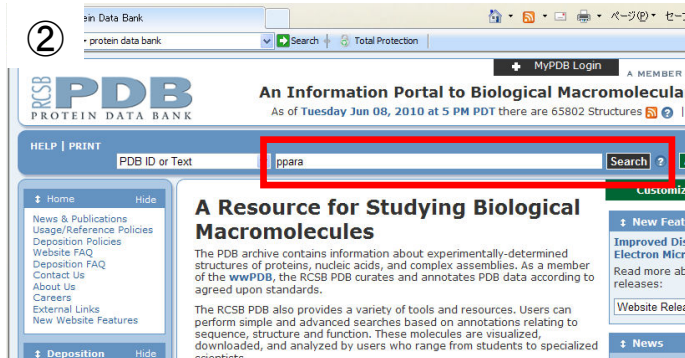 ②
ein Data Bank
ページ(P)
protein data bank
Search
Total Protection
MyPDB Login
A MEMBER
RCSB
PDB
PROTEIN DATA BANK
An Information Portal to Biological Macromolecula
As of Tuesday Jun 08, 2010 at 5 PM PDT there are 65802 Structures
HELP | PRINT
PDB ID or Text
ppara
Search
Home
Hide
News & Publications
Usage/Reference Policies
Deposition Policies
Website FAQ
Deposition FAQ
Contact Us
About Us
Careers
External Links
New Website Features
Deposition
Hide
A Resource for Studying Biological
Macromolecules
The PDB archive contains information about experimentally-determined
structures of proteins, nucleic acids, and complex assemblies. As a member
of the wwPDB, the RCSB PDB curates and annotates PDB data according to
agreed upon standards.
The RCSB PDB also provides a variety of tools and resources. Users can
perform simple and advanced searches based on annotations relating to
sequence, structure and function. These molecules are visualized,
downloaded, and analyzed by users who range from students to specialized
scientists.
Customiz
New Feat
Improved Dis
Electron Micr
Read more ab
releases:
Website Relea
News